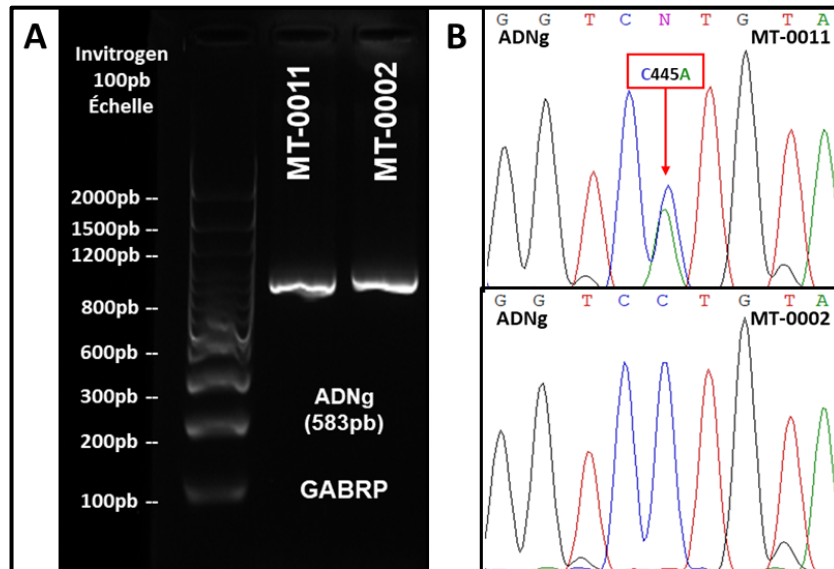 A
Invitrogen
100pb
Échelle
MT-0011
MT-0002
2000pb --
1500pb --
1200pb --
800pb --
600pb --
300pb --
200pb --
100pb --
ADNg
(583pb)
GABRP
B
G G T C N T G T A
ADNg
MT-0011
C445A
G G T C C T G T A
ADNg
MT-0002